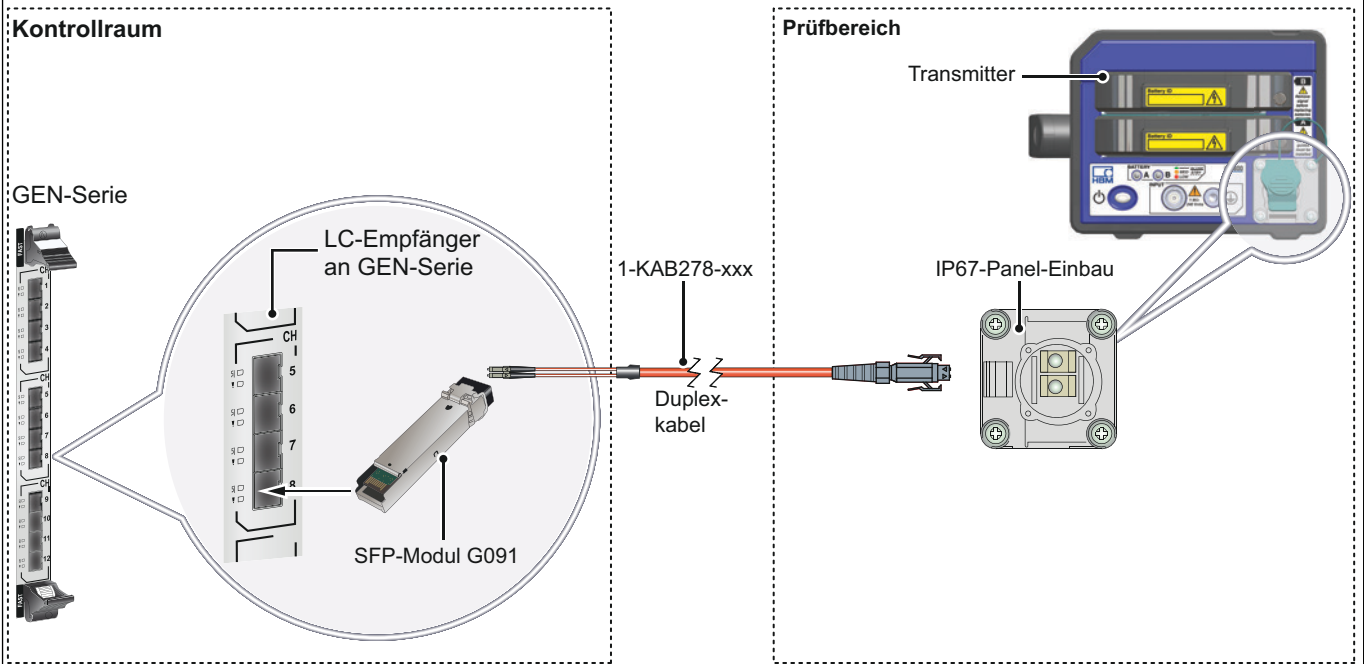 Kontrollraum
Prüfbereich
Transmitter
Battery ID
Battery ID
BATTERY
A
B
HBM
INPUT
GEN-Serie
FAST
CH
1
2
3
4
CH
5
6
7
8
CH
9
10
11
12
FAST
LC-Empfänger
an GEN-Serie
CH
5
6
7
8
SFP-Modul G091
1-KAB278-xxx
Duplex-
kabel
IP67-Panel-Einbau